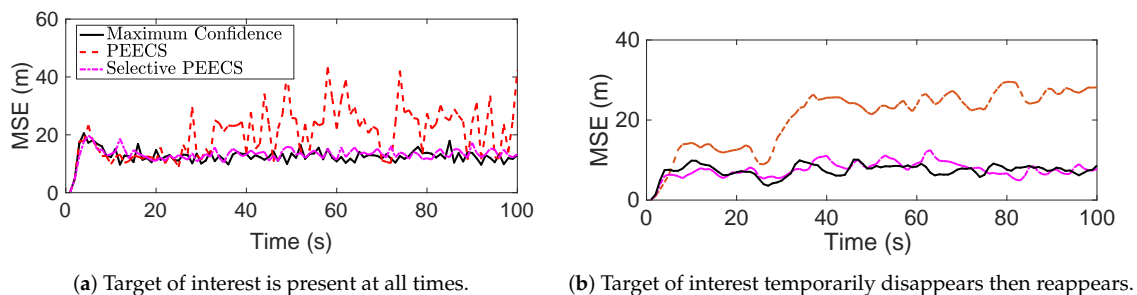 60
40
20
0
MSE (m)
Maximum Confidence
PEECS
Selective PEECS
0 20 40 60 80 100
Time (s)
(a) Target of interest is present at all times.
40
20
0
MSE (m)
0 20 40 60 80 100
Time (s)
(b) Target of interest temporarily disappears then reappears.